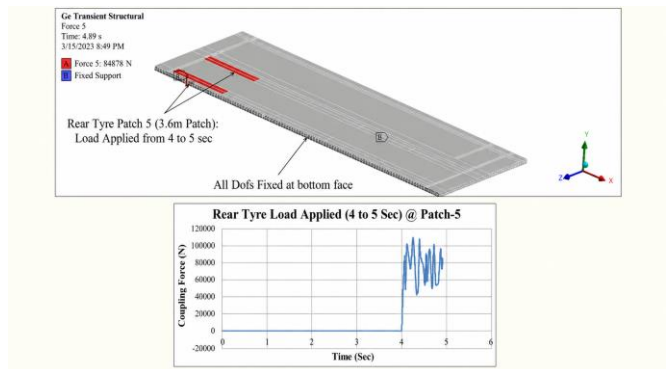 Ge Transient Structural
Force 5
Time: 4.89 s
3/15/2023 8:49 PM
A Force 5: 84878 N
B Fixed Support
Rear Tyre Patch 5 (3.6m Patch):
Load Applied from 4 to 5 sec
B
All Dofs Fixed at bottom face
Y
Z
X
Rear Tyre Load Applied (4 to 5 Sec) @ Patch-5
Coupling Force (N)
120000
100000
80000
60000
40000
20000
0
-20000
0 1 2 3 4 5 6
Time (Sec)